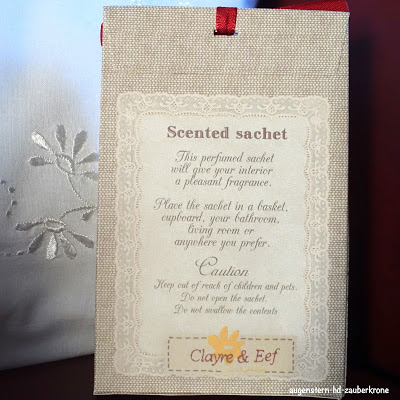 Scented sachet
This perfumed sachet
will give your interior
a pleasant fragrance.
Place the sachet in a basket,
cupboard, your bathroom,
living room or
anywhere you prefer.
Caution
Keep out of reach of children and pets.
Do not open the sachet.
Do not swallow the contents
Clayre & Eef
augenstern-hd-zauberkrone